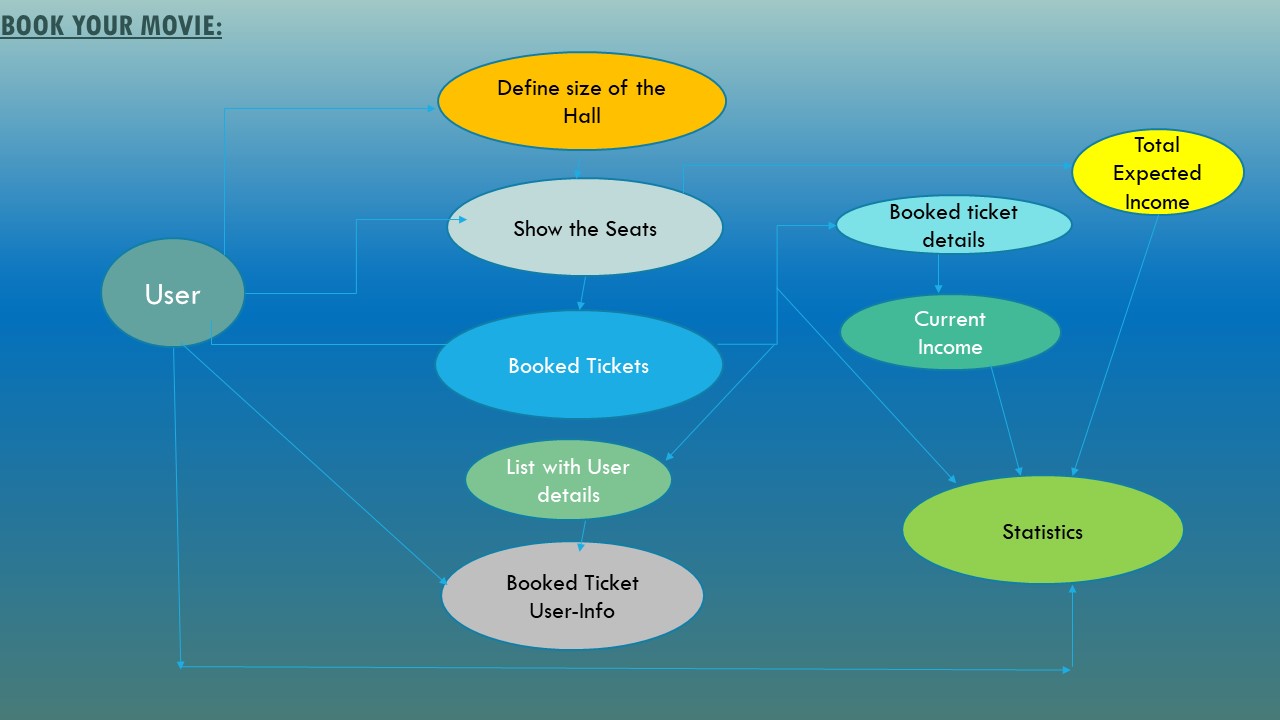 BOOK YOUR MOVIE:
Define size of the
Hall
Total
Expected
Income
Show the Seats
Booked ticket
details
User
Current
Income
Booked Tickets
List with User
details
Statistics
Booked Ticket
User-Info